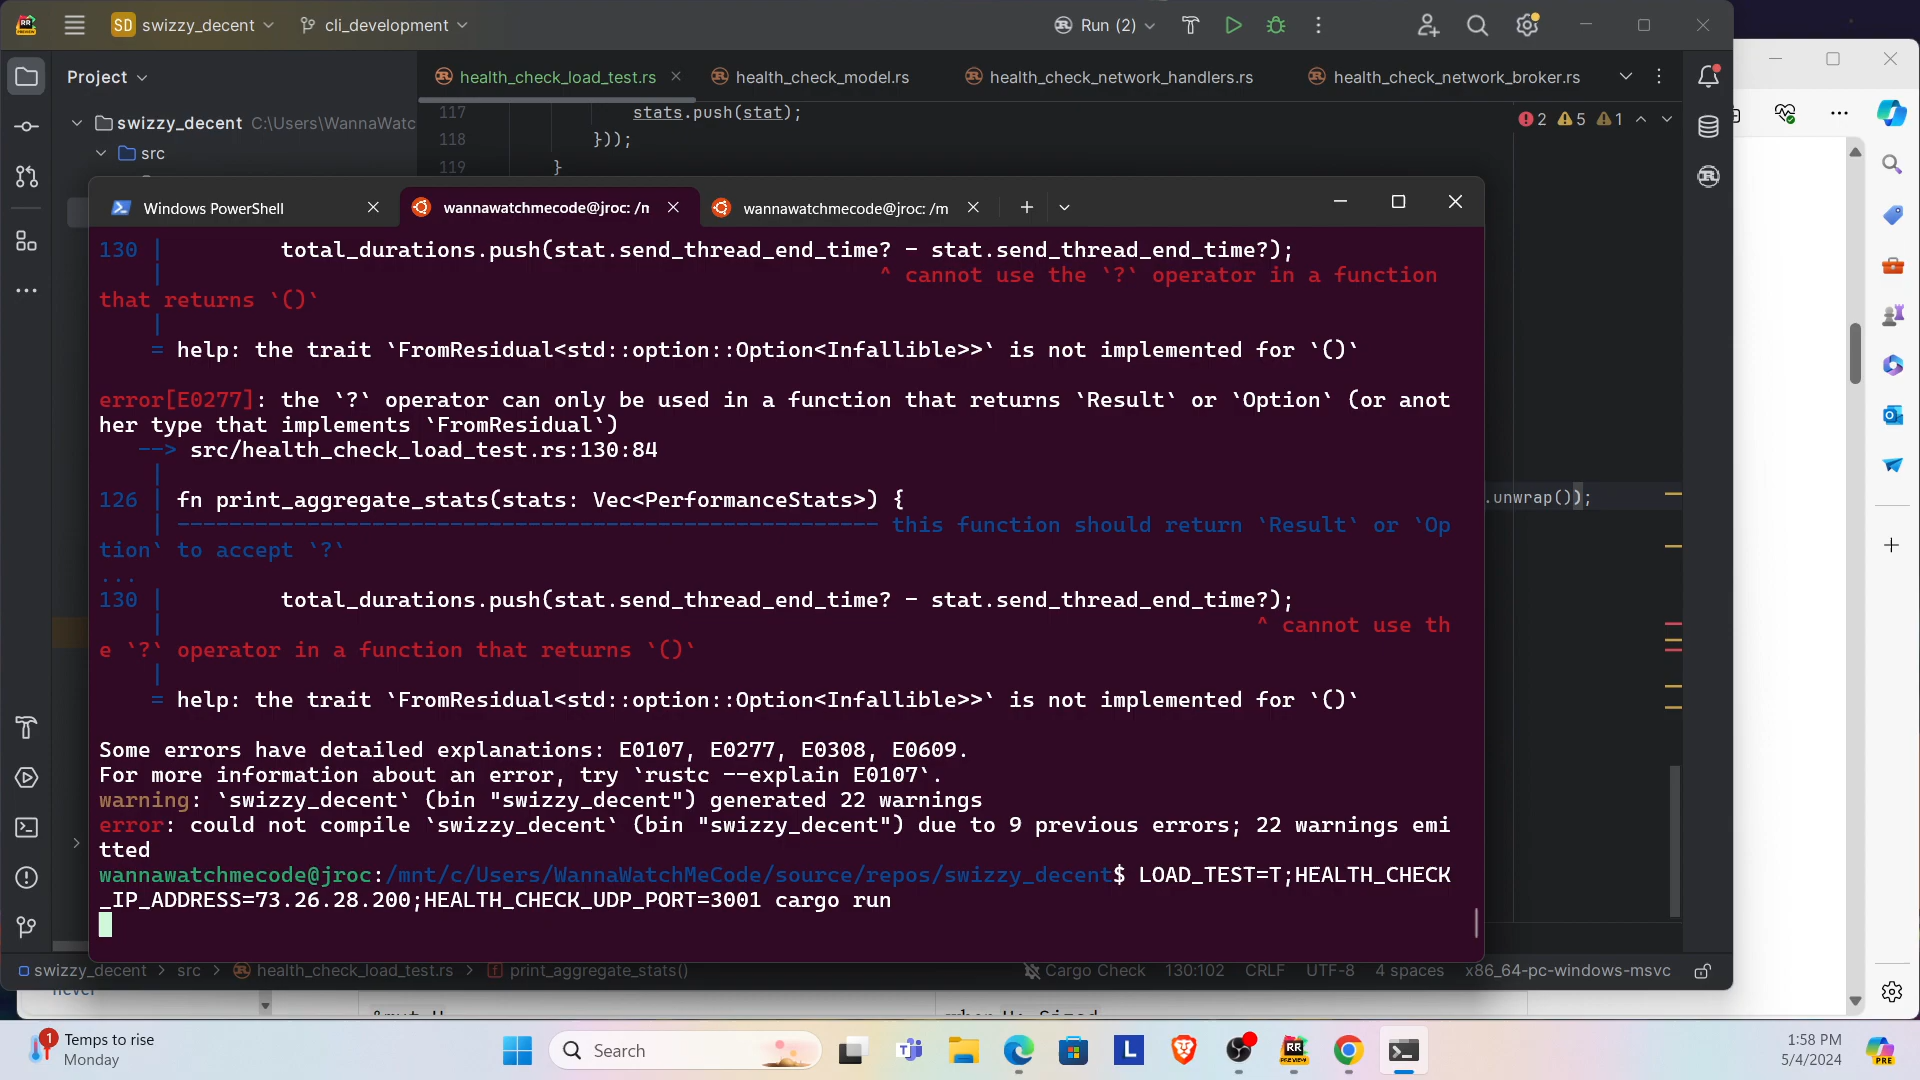 SD swizzy_decent
cli_development
Run (2)
Project
health_check_load_test.rs
health_check_model.rs
health_check_network_handlers.rs
health_check_network_broker.rs
swizzy_decent C:\Users\WannaWatc
src
117 stats.push(stat);
118 }));
119 }
2 5 1
.unwrap());
Windows PowerShell
wannawatchmecode@jroc: /n
wannawatchmecode@jroc: /m
130 | total_durations.push(stat.send_thread_end_time? - stat.send_thread_end_time?);
| ^ cannot use the `?` operator in a function
that returns `()`
|
= help: the trait `FromResidual<std::option::Option<Infallible>>` is not implemented for `()`
error[E0277]: the `?` operator can only be used in a function that returns `Result` or `Option` (or anot
her type that implements `FromResidual`)
--> src/health_check_load_test.rs:130:84
|
126 | fn print_aggregate_stats(stats: Vec<PerformanceStats>) {
| ------------------------------------------------------ this function should return `Result` or `Op
tion` to accept `?`
...
130 | total_durations.push(stat.send_thread_end_time? - stat.send_thread_end_time?);
| ^ cannot use th
e `?` operator in a function that returns `()`
|
= help: the trait `FromResidual<std::option::Option<Infallible>>` is not implemented for `()`
Some errors have detailed explanations: E0107, E0277, E0308, E0609.
For more information about an error, try `rustc --explain E0107`.
warning: `swizzy_decent` (bin "swizzy_decent") generated 22 warnings
error: could not compile `swizzy_decent` (bin "swizzy_decent") due to 9 previous errors; 22 warnings emi
tted
wannawatchmecode@jroc:/mnt/c/Users/WannaWatchMeCode/source/repos/swizzy_decent$ LOAD_TEST=T;HEALTH_CHECK
_IP_ADDRESS=73.26.28.200;HEALTH_CHECK_UDP_PORT=3001 cargo run
swizzy_decent > src > health_check_load_test.rs > print_aggregate_stats()
Cargo Check 130:102 CRLF UTF-8 4 spaces x86_64-pc-windows-msvc
1
Temps to rise
Monday
Search
1:58 PM
5/4/2024